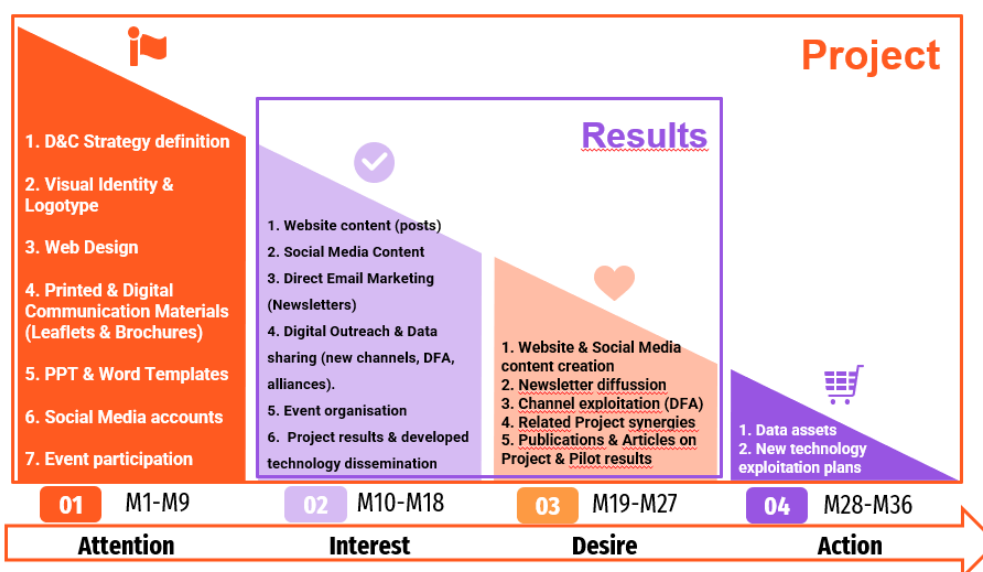 Project
Results
1. D&C Strategy definition
2. Visual Identity &
Logotype
3. Web Design
4. Printed & Digital
Communication Materials
(Leaflets & Brochures)
5. PPT & Word Templates
6. Social Media accounts
7. Event participation
1. Website content (posts)
2. Social Media Content
3. Direct Email Marketing
(Newsletters)
4. Digital Outreach & Data
sharing (new channels, DFA,
alliances).
5. Event organisation
6. Project results & developed
technology dissemination
1. Website & Social Media
content creation
2. Newsletter diffussion
3. Channel exploitation (DFA)
4. Related Project synergies
5. Publications & Articles on
Project & Pilot results
1. Data assets
2. New technology
exploitation plans
01 M1-M9
02 M10-M18
03 M19-M27
04 M28-M36
Attention
Interest
Desire
Action